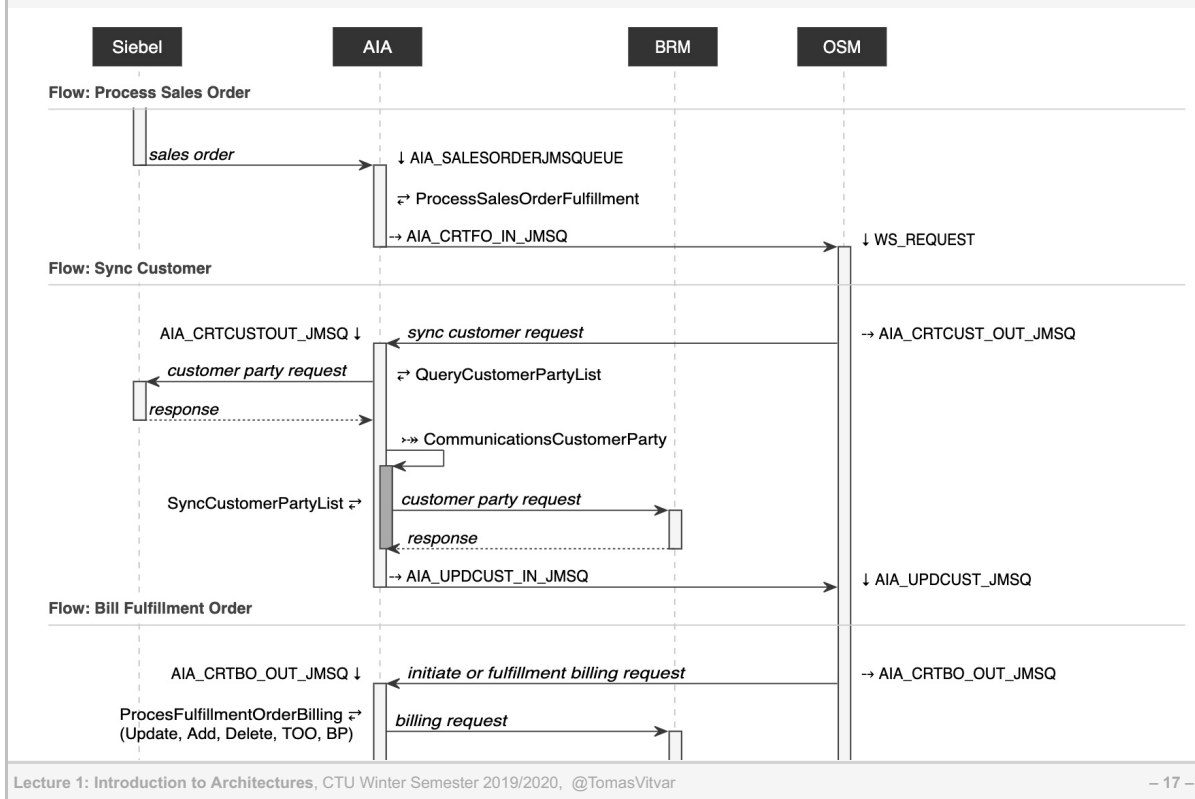 Siebel AIA BRM OSM
Flow: Process Sales Order
sales order ↓ AIA_SALESORDERJMSQUEUE
⇄ ProcessSalesOrderFulfillment
⇢ AIA_CRTFO_IN_JMSQ ↓ WS_REQUEST
Flow: Sync Customer
AIA_CRTCUSTOUT_JMSQ ↓ sync customer request ⇢ AIA_CRTCUST_OUT_JMSQ
customer party request ⇄ QueryCustomerPartyList
response
⤐ CommunicationsCustomerParty
SyncCustomerPartyList ⇄ customer party request
response
⇢ AIA_UPDCUST_IN_JMSQ ↓ AIA_UPDCUST_JMSQ
Flow: Bill Fulfillment Order
AIA_CRTBO_OUT_JMSQ ↓ initiate or fulfillment billing request ⇢ AIA_CRTBO_OUT_JMSQ
ProcesFulfillmentOrderBilling ⇄ billing request
(Update, Add, Delete, TOO, BP)
Lecture 1: Introduction to Architectures, CTU Winter Semester 2019/2020, @TomasVitvar – 17 –